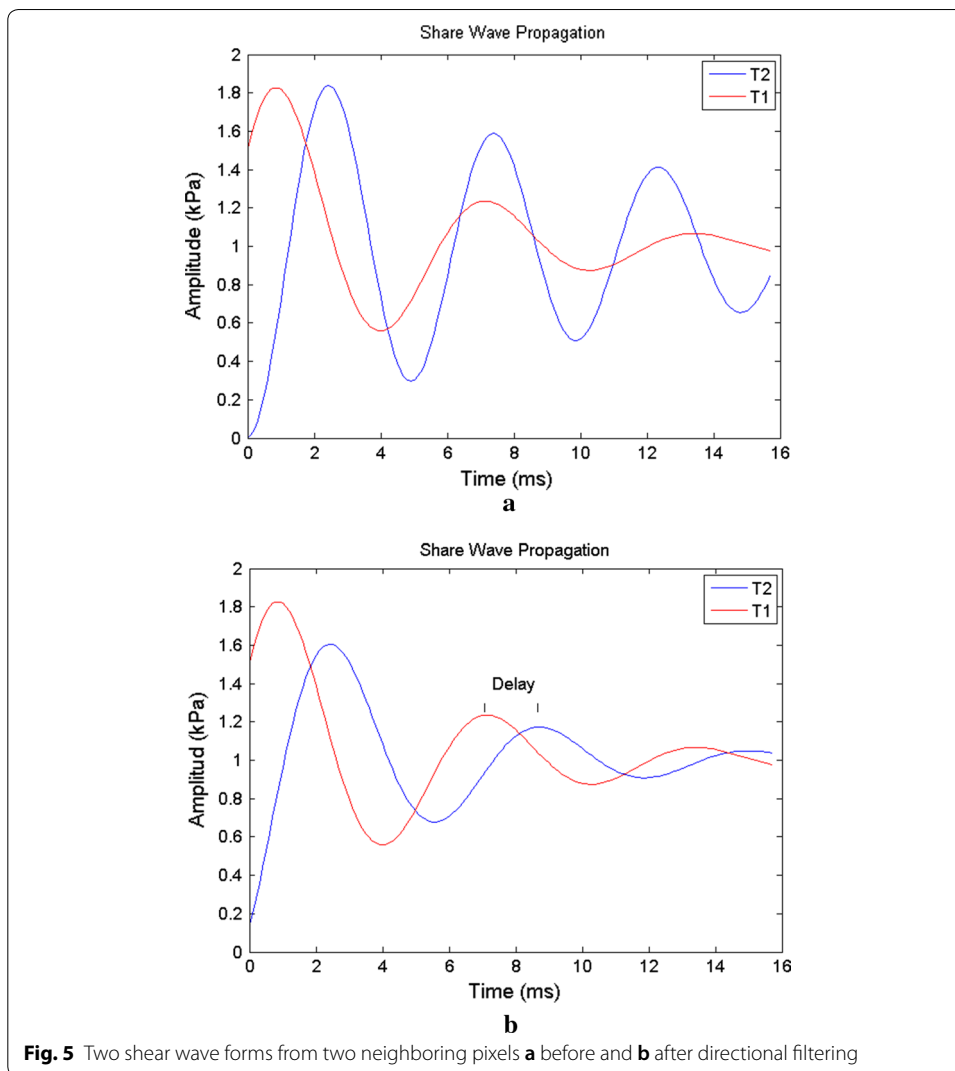 Share Wave Propagation
2
1.8
1.6
1.4
1.2
1
0.8
0.6
0.4
0.2
0
Amplitude (kPa)
T2
T1
0 2 4 6 8 10 12 14 16
Time (ms)
a
Share Wave Propagation
2
1.8
1.6
1.4
1.2
1
0.8
0.6
0.4
0.2
0
Amplitud (kPa)
T2
T1
Delay
0 2 4 6 8 10 12 14 16
Time (ms)
b
Fig. 5 Two shear wave forms from two neighboring pixels a before and b after directional filtering